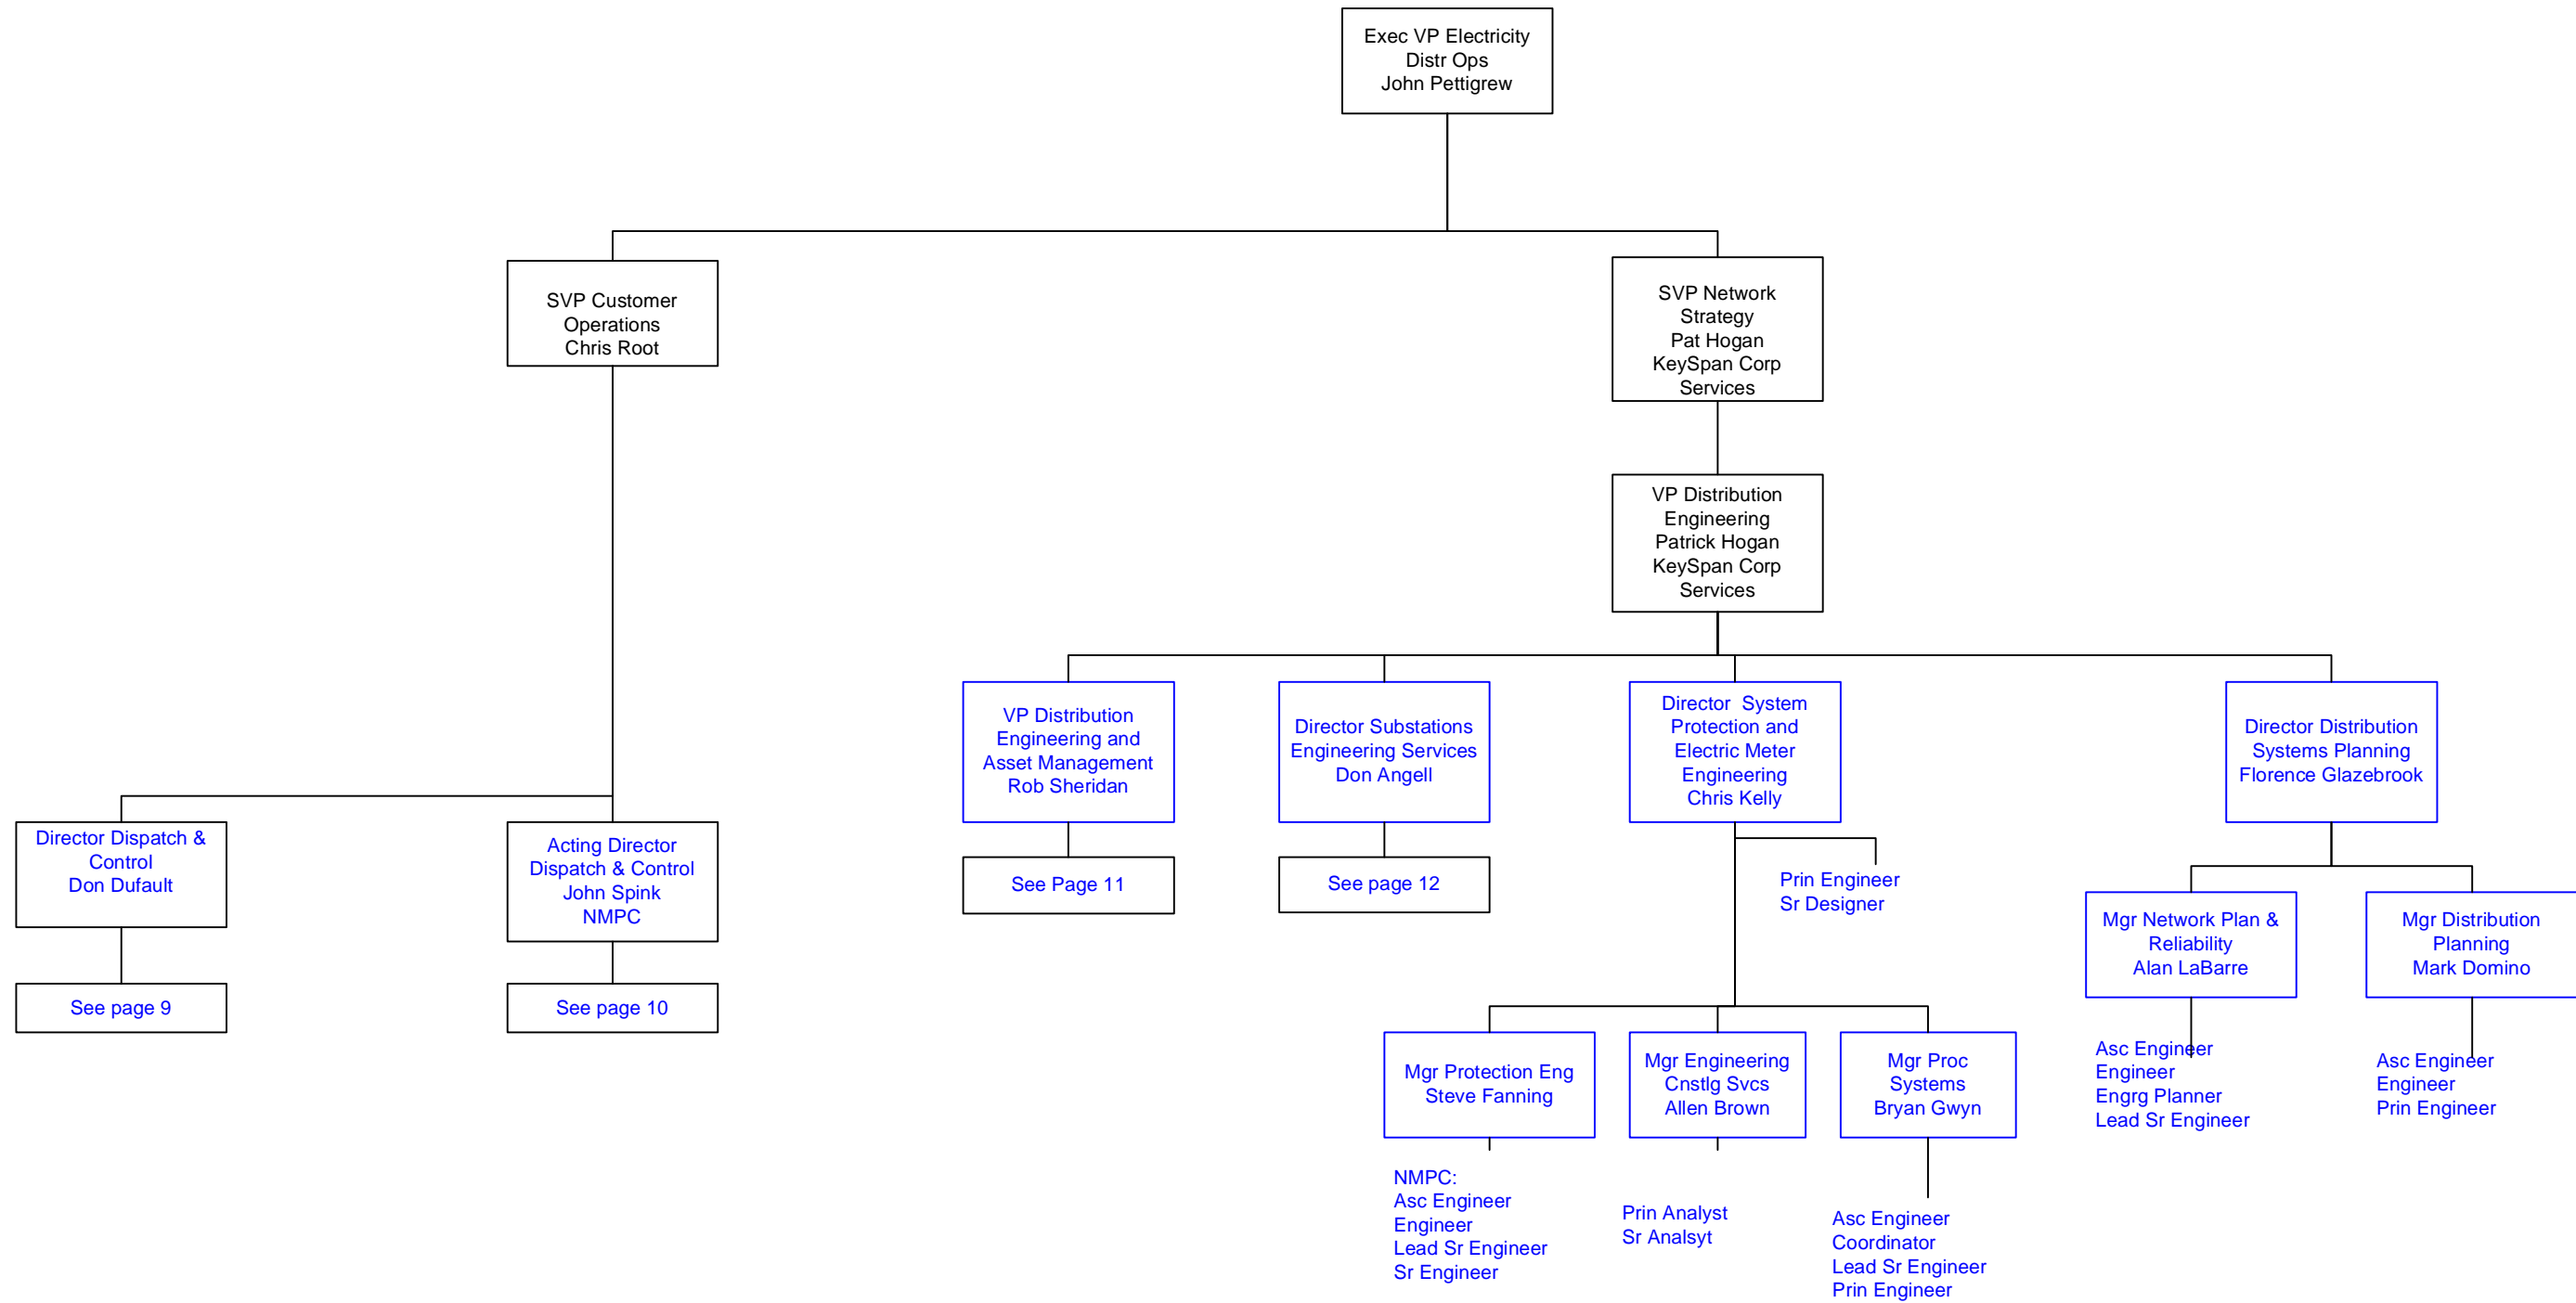 Exec VP Electricity
Distr Ops
John Pettigrew
SVP Customer
Operations
Chris Root
SVP Network
Strategy
Pat Hogan
KeySpan Corp
Services
VP Distribution
Engineering
Patrick Hogan
KeySpan Corp
Services
VP Distribution
Engineering and
Asset Management
Rob Sheridan
Director Substations
Engineering Services
Don Angell
Director  System
Protection and
Electric Meter
Engineering
Chris Kelly
Director Distribution
Systems Planning
Florence Glazebrook
Director Dispatch &
Control
Don Dufault
Acting Director
Dispatch & Control
John Spink
NMPC
See Page 11
See page 12
Prin Engineer
Sr Designer
Mgr Network Plan &
Reliability
Alan LaBarre
Mgr Distribution
Planning
Mark Domino
See page 9
See page 10
Mgr Protection Eng
Steve Fanning
Mgr Engineering
Cnstlg Svcs
Allen Brown
Mgr Proc
Systems
Bryan Gwyn
Asc Engineer
Engineer
Engrg Planner
Lead Sr Engineer
Asc Engineer
Engineer
Prin Engineer
NMPC:
Asc Engineer
Engineer
Lead Sr Engineer
Sr Engineer
Prin Analyst
Sr Analsyt
Asc Engineer
Coordinator
Lead Sr Engineer
Prin Engineer